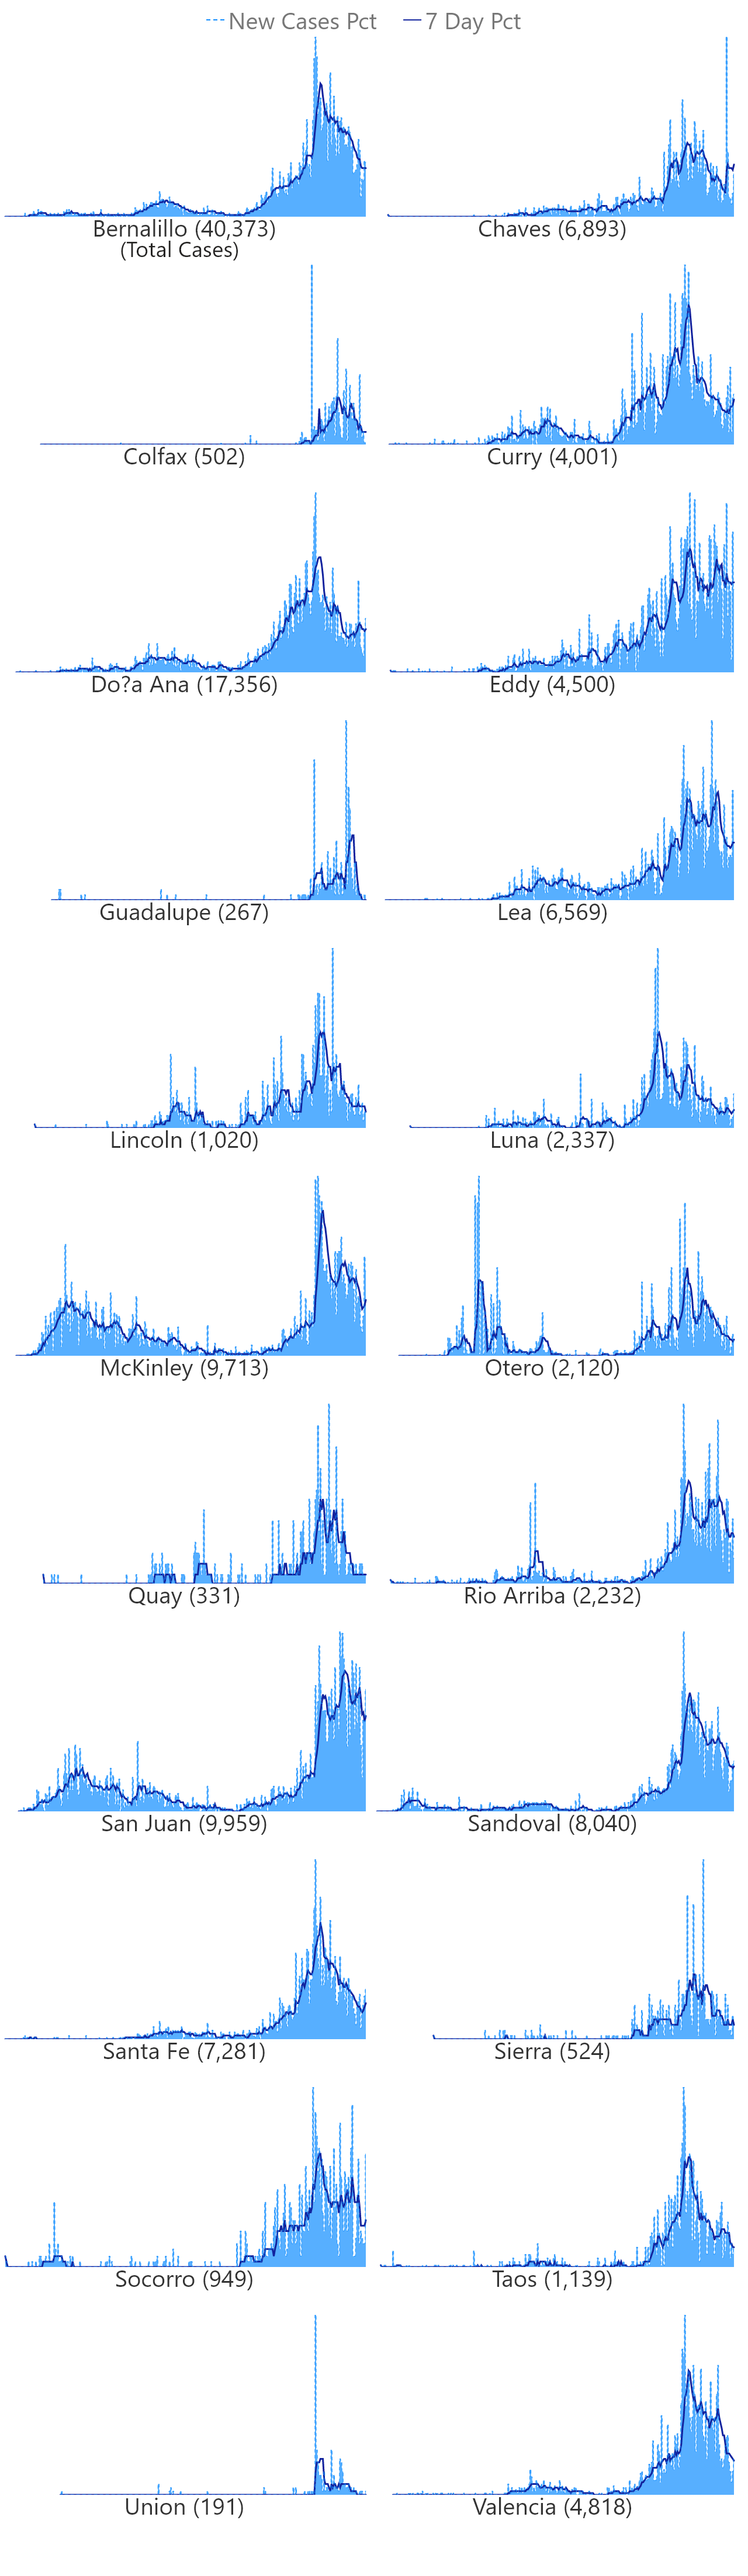 New Cases Pct 7 Day Pct
Bernalillo (40,373) Chaves (6,893)
(Total Cases)
Colfax (502) Curry (4,001)
Do?a Ana (17,356) Eddy (4,500)
Guadalupe (267) Lea (6,569)
Lincoln (1,020) Luna (2,337)
McKinley (9,713) Otero (2,120)
Quay (331) Rio Arriba (2,232)
San Juan (9,959) Sandoval (8,040)
Santa Fe (7,281) Sierra (524)
Socorro (949) Taos (1,139)
Union (191) Valencia (4,818)